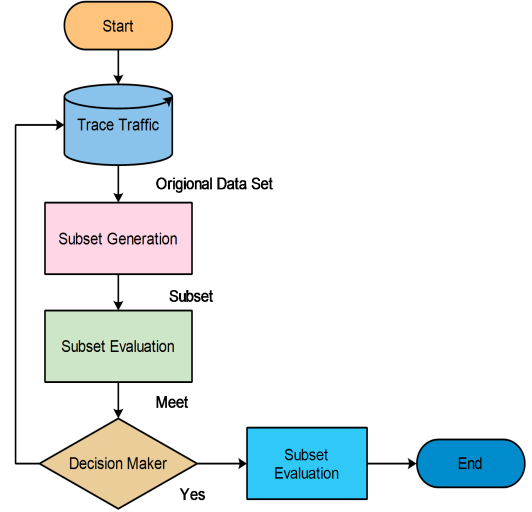 Start
Trace Traffic
Origional Data Set
Subset Generation
Subset
Subset Evaluation
Meet
Decision Maker
Yes
Subset
Evaluation
End